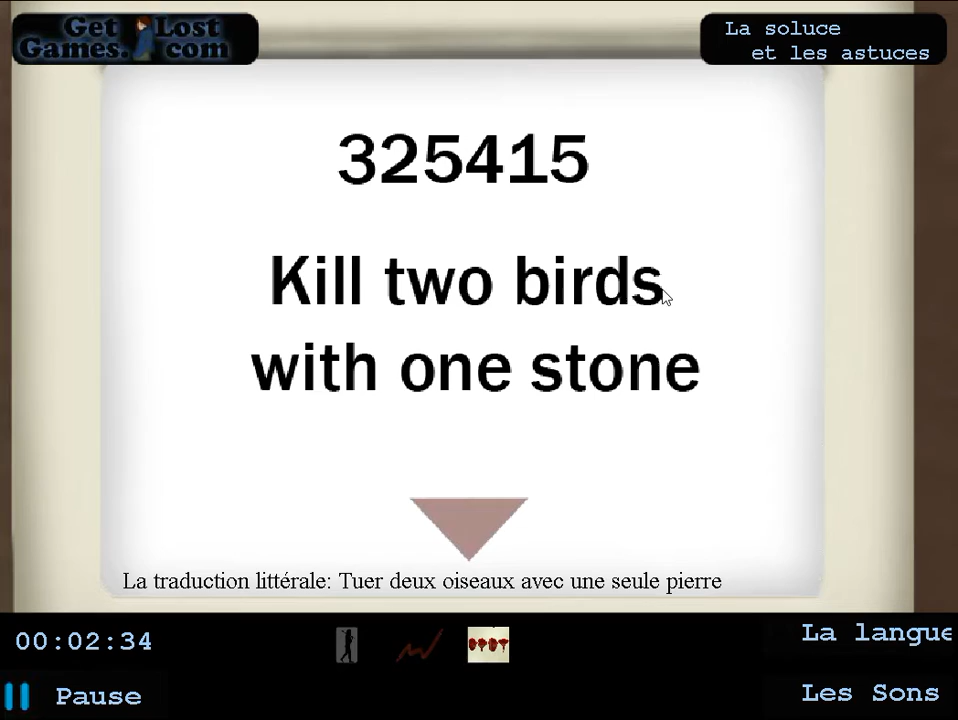 Get Lost
Games.com
La soluce
et les astuces
325415
Kill two birds
with one stone
La traduction littérale: Tuer deux oiseaux avec une seule pierre
00:02:34
La langue
Pause
Les Sons